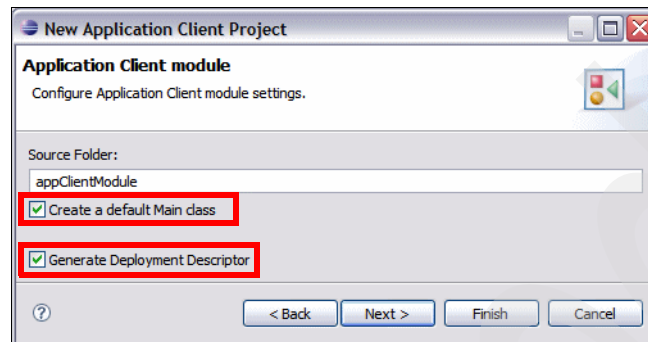 New Application Client Project
Application Client module
Configure Application Client module settings.
Source Folder:
appClientModule
Create a default Main class
Generate Deployment Descriptor
?
< Back Next > Finish Cancel